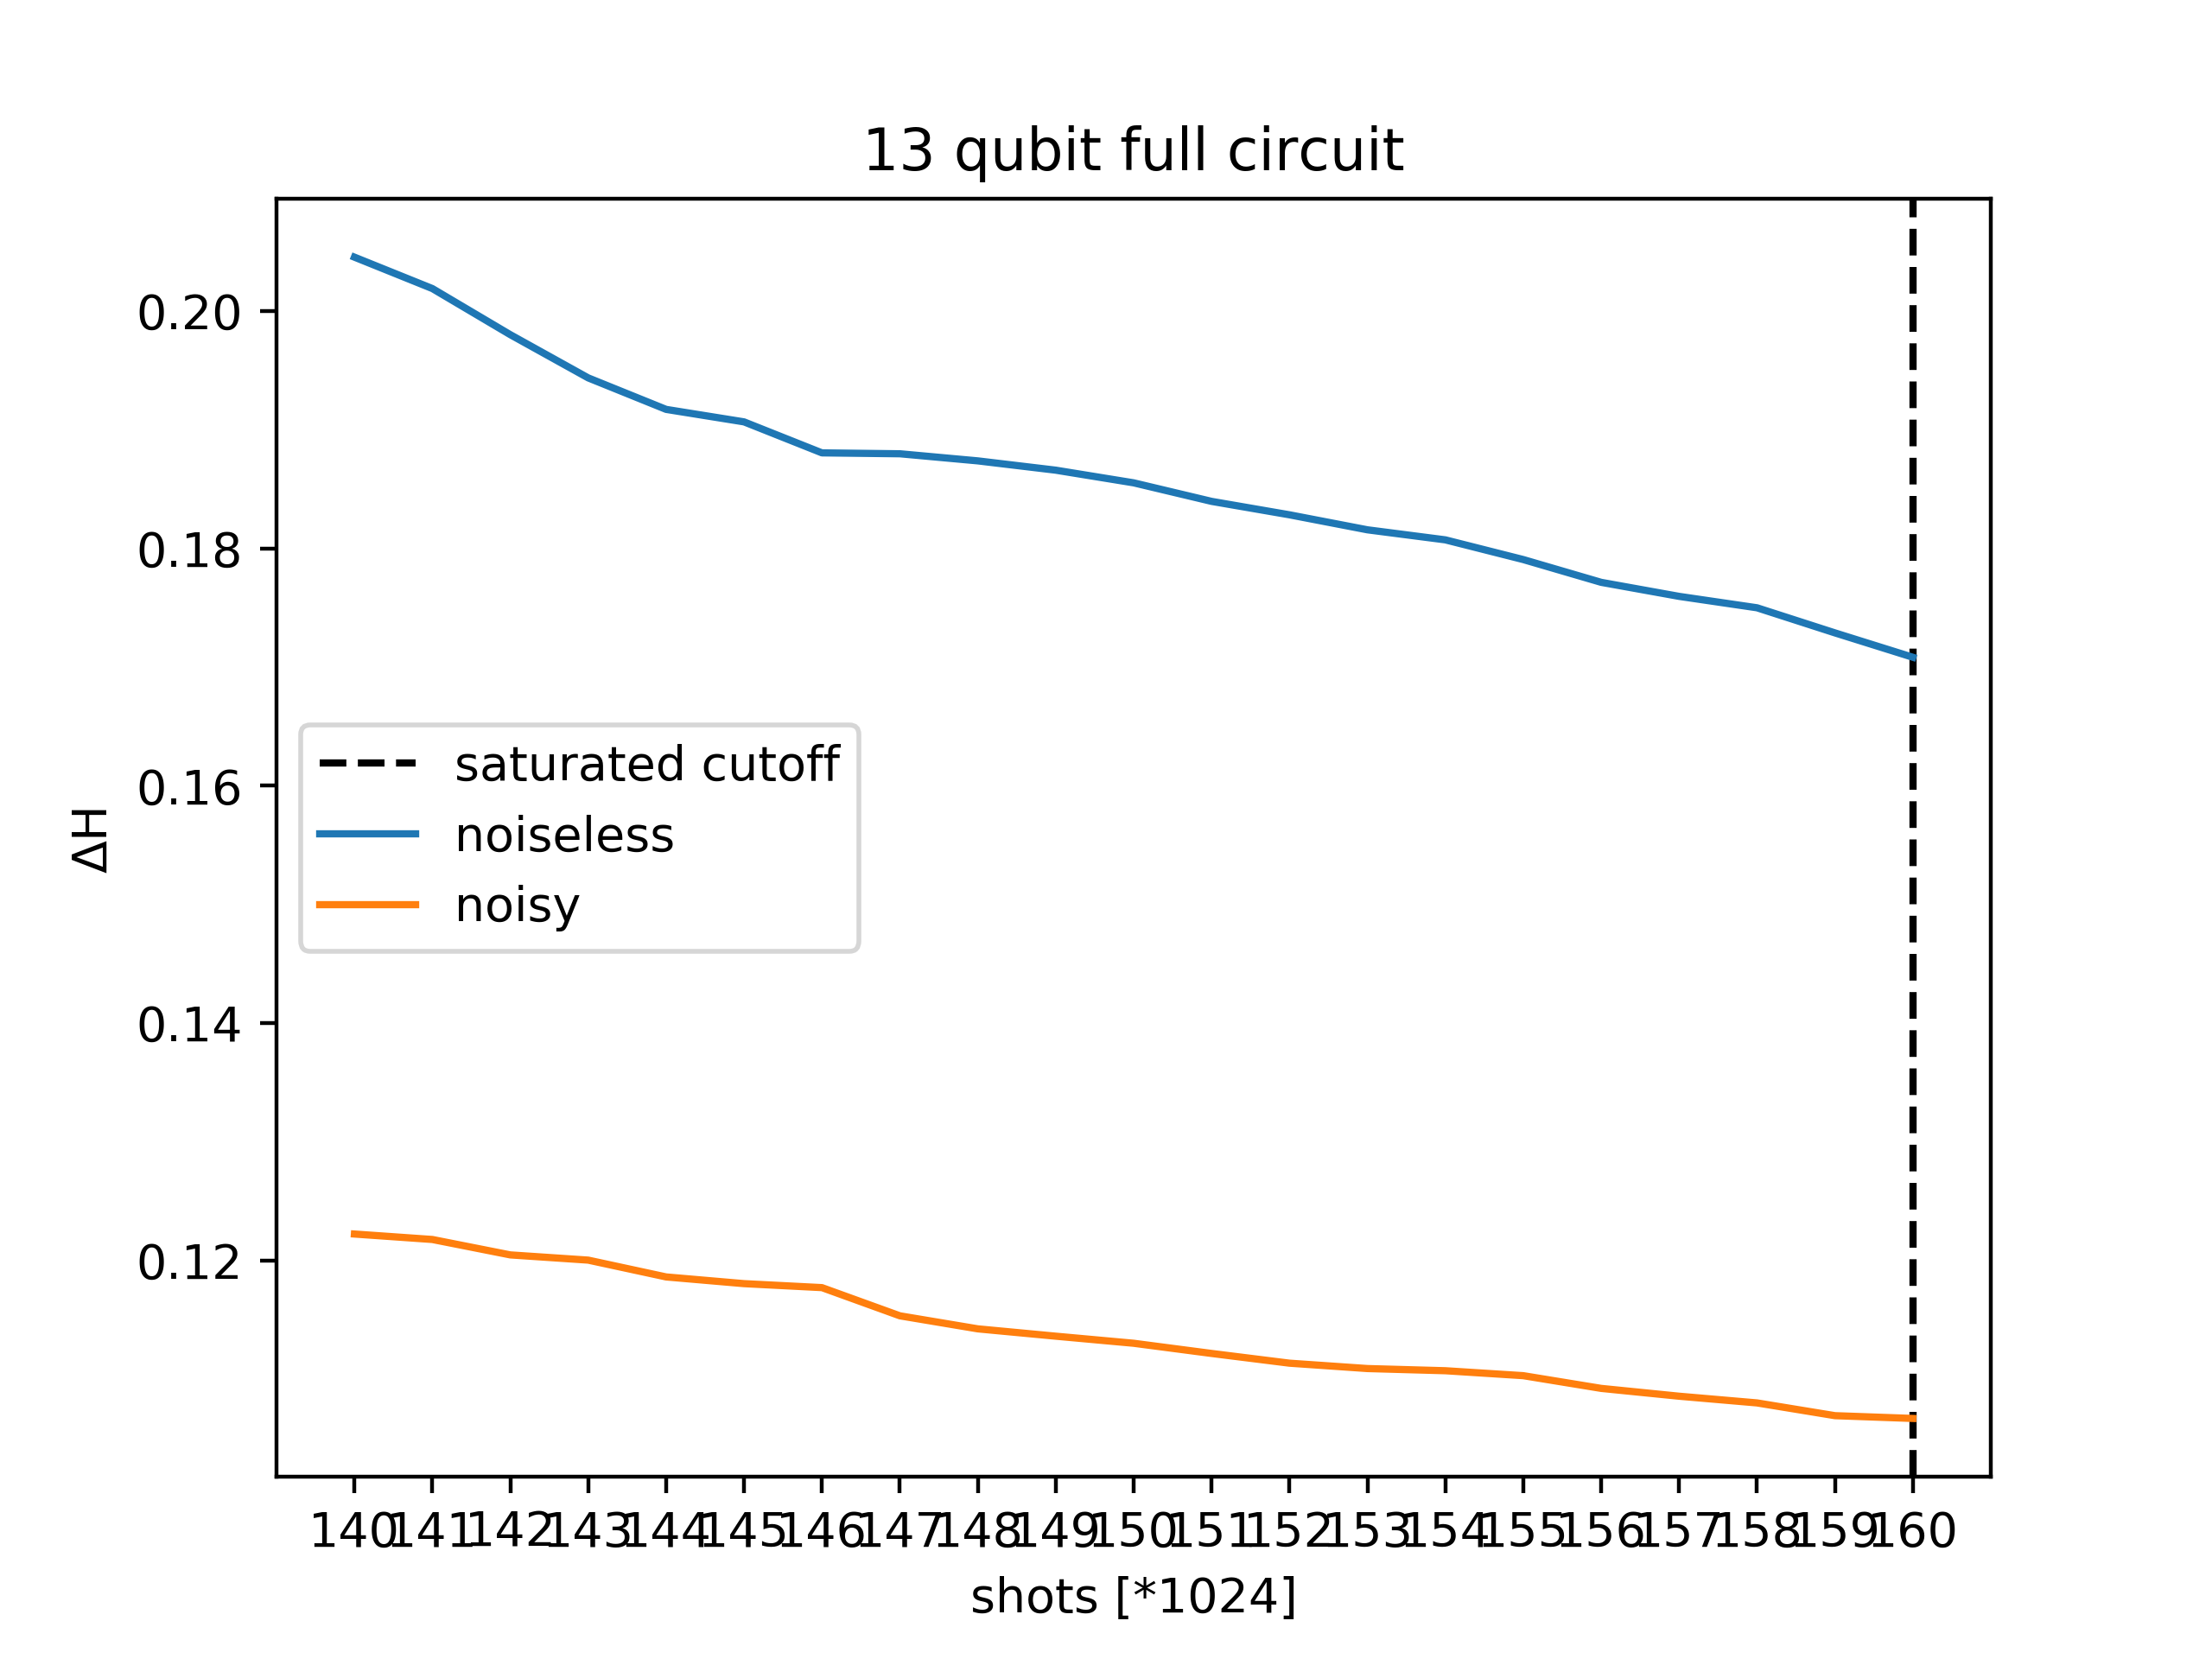 13 qubit full circuit
0.20
0.18
0.16
0.14
0.12
ΔH
saturated cutoff
noiseless
noisy
140 141 142 143 144 145 146 147 148 149 150 151 152 153 154 155 156 157 158 159 160
shots [*1024]